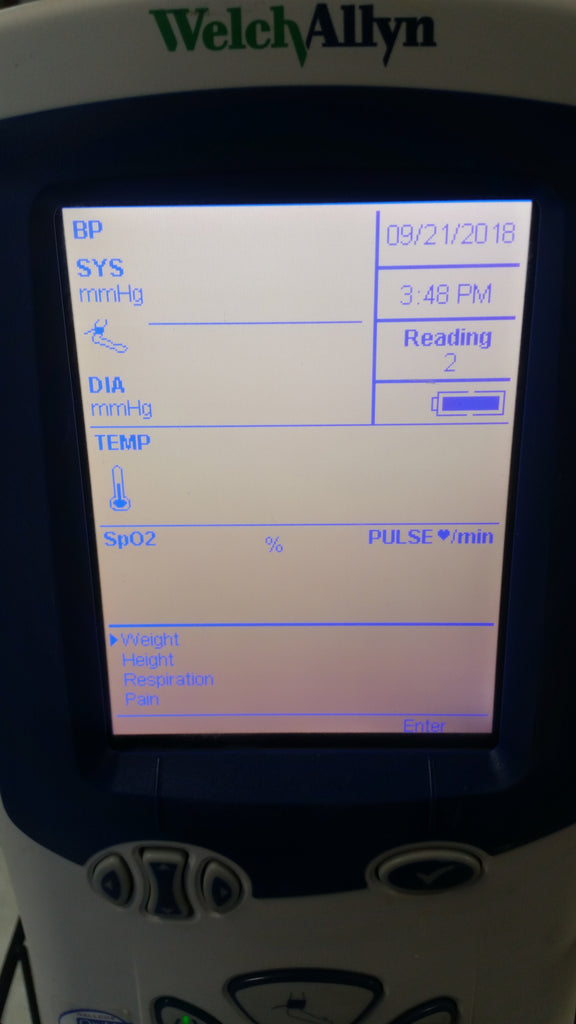 WelchAllyn
BP
SYS
mmHg
DIA
mmHg
09/21/2018
3:48 PM
Reading
2
TEMP
SpO2 % PULSE ♥/min
Weight
Height
Respiration
Pain
Enter